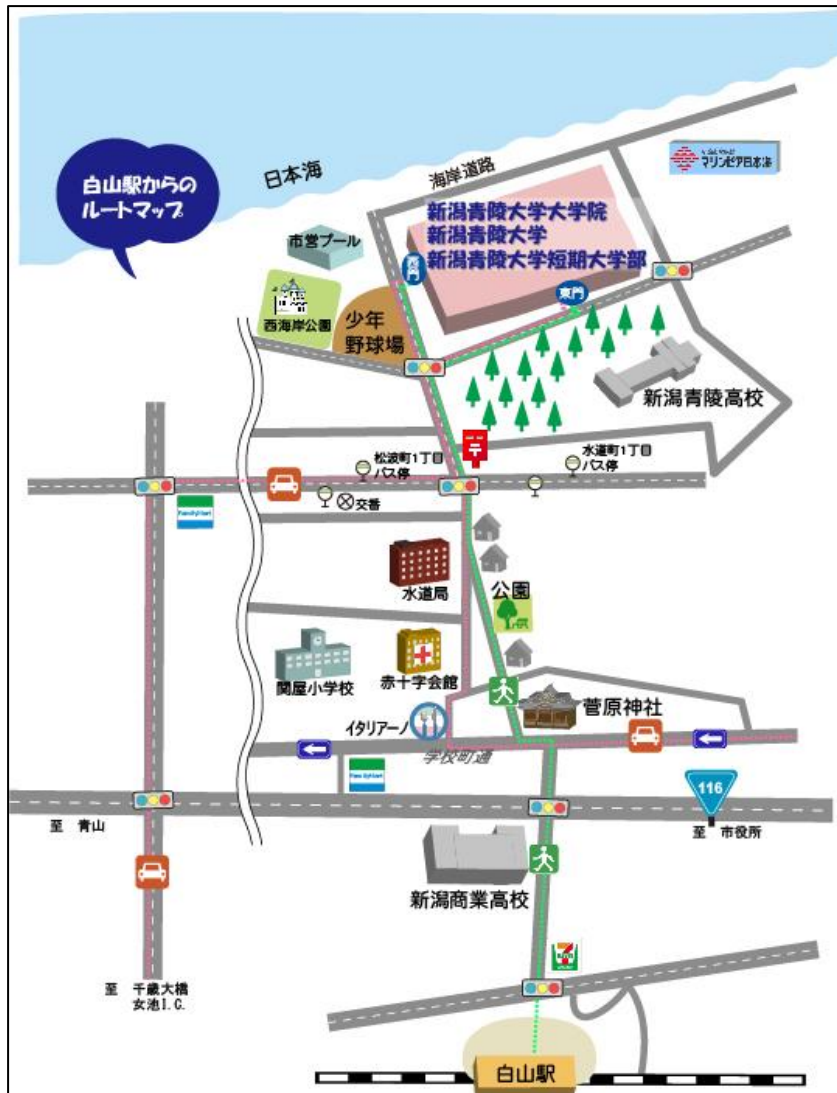 白山駅からの
ルートマップ
日本海
海岸道路
マリンピア日本海
市営プール
新潟青陵大学大学院
新潟青陵大学
新潟青陵大学短期大学部
西門
東門
西海岸公園
少年
野球場
新潟青陵高校
松波町1丁目
バス停
水道町1丁目
バス停
交番
FamilyMart
水道局
公園
関屋小学校
赤十字会館
イタリアーノ
菅原神社
学校町通
FamilyMart
116
至 青山
至 市役所
新潟商業高校
至 千歳大橋
女池I.C.
白山駅